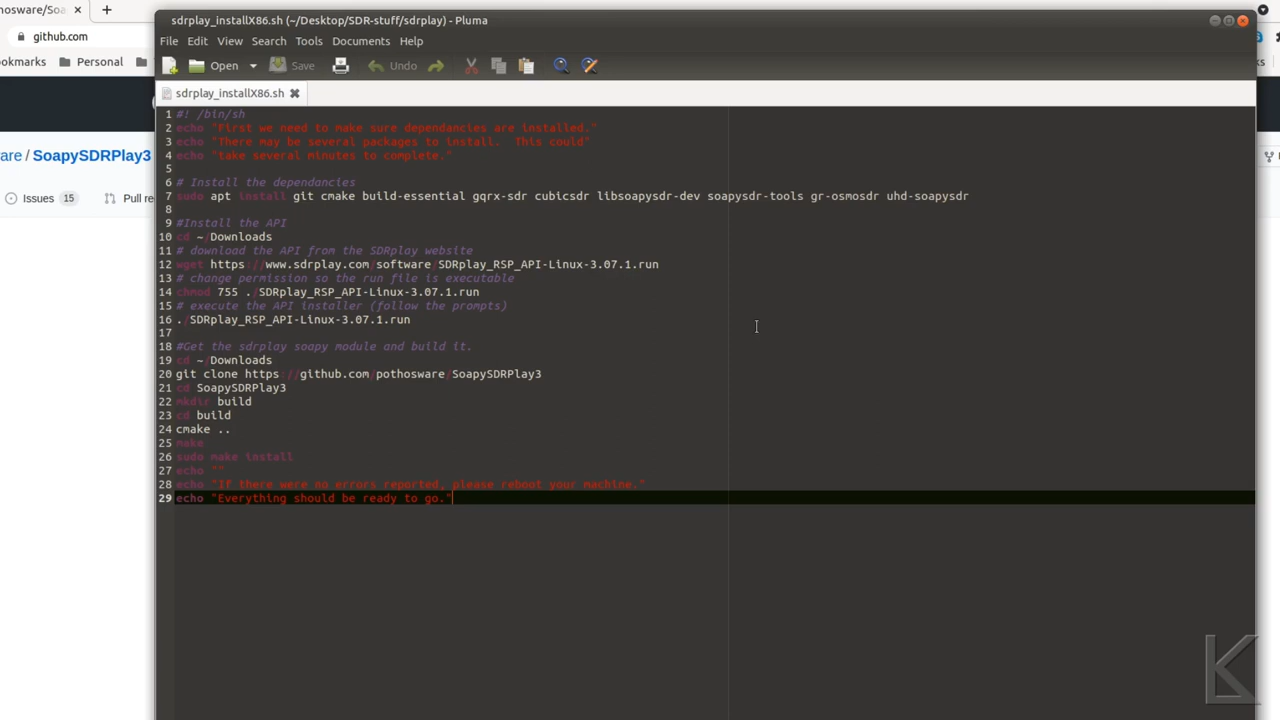 hosware/Soa
github.com
okmarks
Personal
are / SoapySDRPlay3
Issues 15
Pull re
sdrplay_installX86.sh (~/Desktop/SDR-stuff/sdrplay) - Pluma
File Edit View Search Tools Documents Help
Open Save Undo
sdrplay_installX86.sh
1 #! /bin/sh
2 echo "First we need to make sure dependancies are installed."
3 echo "There may be several packages to install.  This could"
4 echo "take several minutes to complete."
5
6 # Install the dependancies
7 sudo apt install git cmake build-essential gqrx-sdr cubicsdr libsoapysdr-dev soapysdr-tools gr-osmosdr uhd-soapysdr
8
9 #Install the API
10 cd ~/Downloads
11 # download the API from the SDRplay website
12 wget https://www.sdrplay.com/software/SDRplay_RSP_API-Linux-3.07.1.run
13 # change permission so the run file is executable
14 chmod 755 ./SDRplay_RSP_API-Linux-3.07.1.run
15 # execute the API installer (follow the prompts)
16 ./SDRplay_RSP_API-Linux-3.07.1.run
17
18 #Get the sdrplay soapy module and build it.
19 cd ~/Downloads
20 git clone https://github.com/pothosware/SoapySDRPlay3
21 cd SoapySDRPlay3
22 mkdir build
23 cd build
24 cmake ..
25 make
26 sudo make install
27 echo ""
28 echo "If there were no errors reported, please reboot your machine."
29 echo "Everything should be ready to go."
K